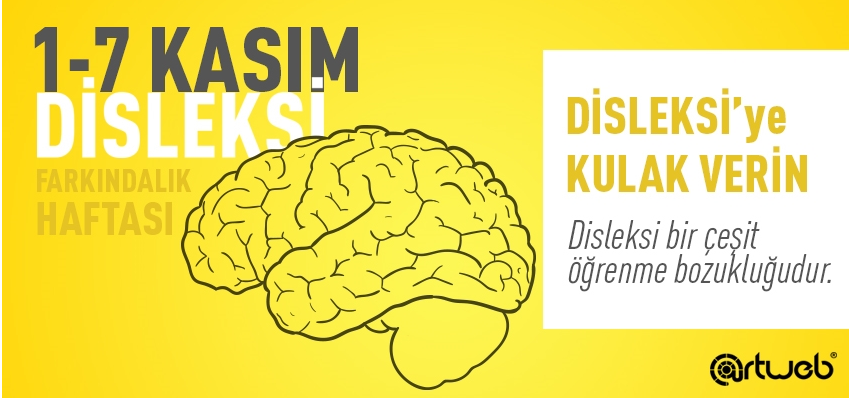 1-7 KASIM
DİSLEKSİ
FARKINDALIK
HAFTASI
DİSLEKSİ’ye
KULAK VERİN
Disleksi bir çeşit
öğrenme bozukluğudur.
artweb®